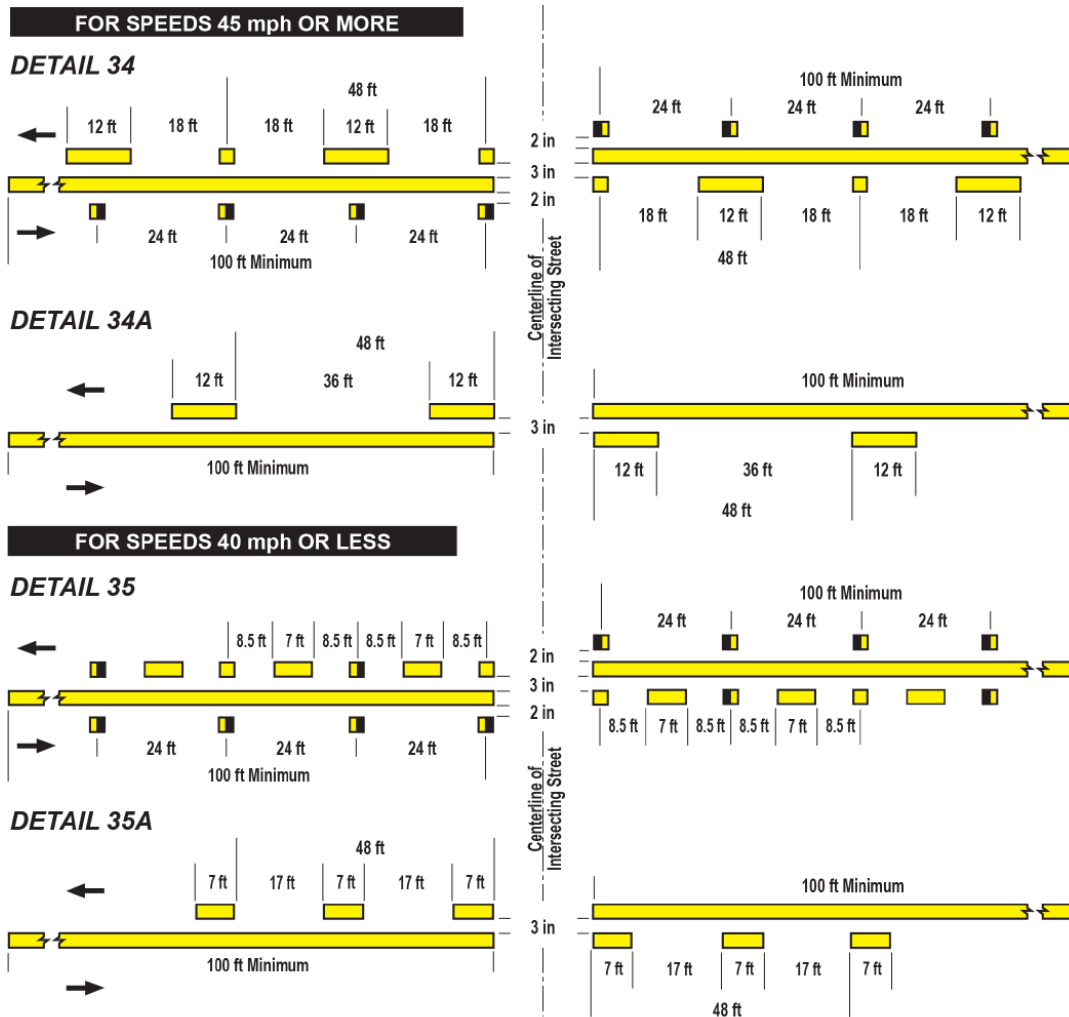 FOR SPEEDS 45 mph OR MORE
DETAIL 34
48 ft
12 ft 18 ft 18 ft 12 ft 18 ft
24 ft 24 ft 24 ft
100 ft Minimum
2 in
3 in
2 in
100 ft Minimum
24 ft 24 ft 24 ft
18 ft 12 ft 18 ft 18 ft 12 ft
48 ft
Centerline of
Intersecting Street
DETAIL 34A
48 ft
12 ft 36 ft 12 ft
100 ft Minimum
3 in
100 ft Minimum
12 ft 36 ft 12 ft
48 ft
FOR SPEEDS 40 mph OR LESS
DETAIL 35
8.5 ft 7 ft 8.5 ft 8.5 ft 7 ft 8.5 ft
24 ft 24 ft 24 ft
100 ft Minimum
2 in
3 in
2 in
100 ft Minimum
24 ft 24 ft 24 ft
8.5 ft 7 ft 8.5 ft 8.5 ft 7 ft 8.5 ft
Centerline of
Intersecting Street
DETAIL 35A
48 ft
7 ft 17 ft 7 ft 17 ft 7 ft
100 ft Minimum
3 in
100 ft Minimum
7 ft 17 ft 7 ft 17 ft 7 ft
48 ft